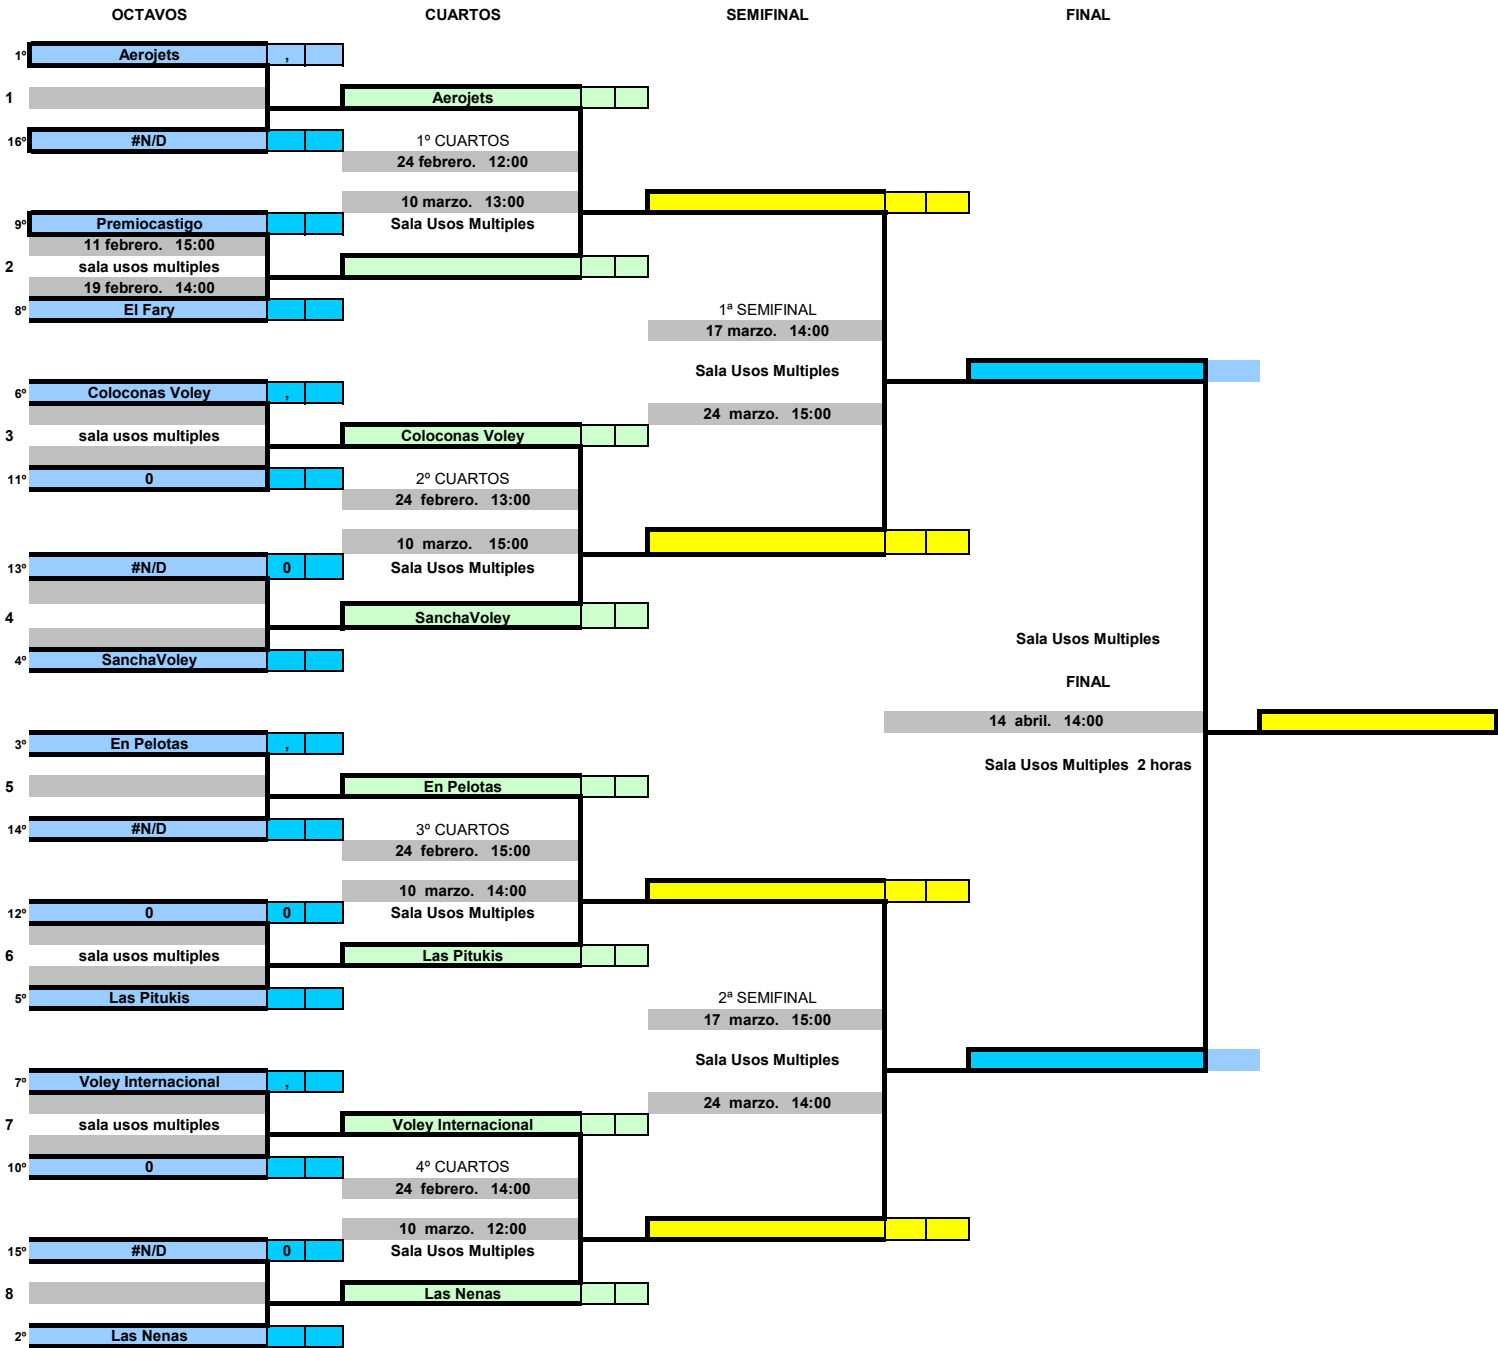 OCTAVOS CUARTOS SEMIFINAL FINAL
1º Aerojets ,
1 Aerojets
16º #N/D 1º CUARTOS
24 febrero. 12:00
10 marzo. 13:00
9º Premiocastigo Sala Usos Multiples
11 febrero. 15:00
2 sala usos multiples
19 febrero. 14:00
8º El Fary 1ª SEMIFINAL
17 marzo. 14:00
Sala Usos Multiples
6º Coloconas Voley ,
24 marzo. 15:00
3 sala usos multiples Coloconas Voley
11º 0 2º CUARTOS
24 febrero. 13:00
10 marzo. 15:00
13º #N/D 0 Sala Usos Multiples
4 SanchaVoley
Sala Usos Multiples
4º SanchaVoley
FINAL
14 abril. 14:00
3º En Pelotas ,
Sala Usos Multiples 2 horas
5 En Pelotas
14º #N/D 3º CUARTOS
24 febrero. 15:00
10 marzo. 14:00
12º 0 0 Sala Usos Multiples
6 sala usos multiples Las Pitukis
5º Las Pitukis 2ª SEMIFINAL
17 marzo. 15:00
Sala Usos Multiples
7º Voley Internacional ,
24 marzo. 14:00
7 sala usos multiples Voley Internacional
10º 0 4º CUARTOS
24 febrero. 14:00
10 marzo. 12:00
15º #N/D 0 Sala Usos Multiples
8 Las Nenas
2º Las Nenas